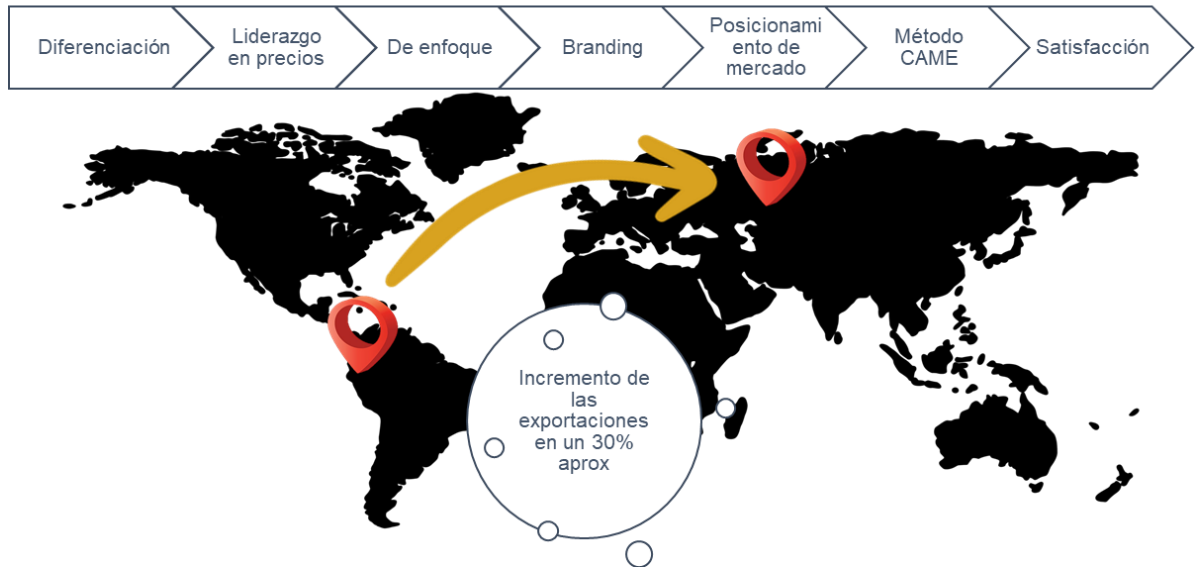 Diferenciación
Liderazgo
en precios
De enfoque
Branding
Posicionami
ento de
mercado
Método
CAME
Satisfacción
Incremento de
las
exportaciones
en un 30%
aprox